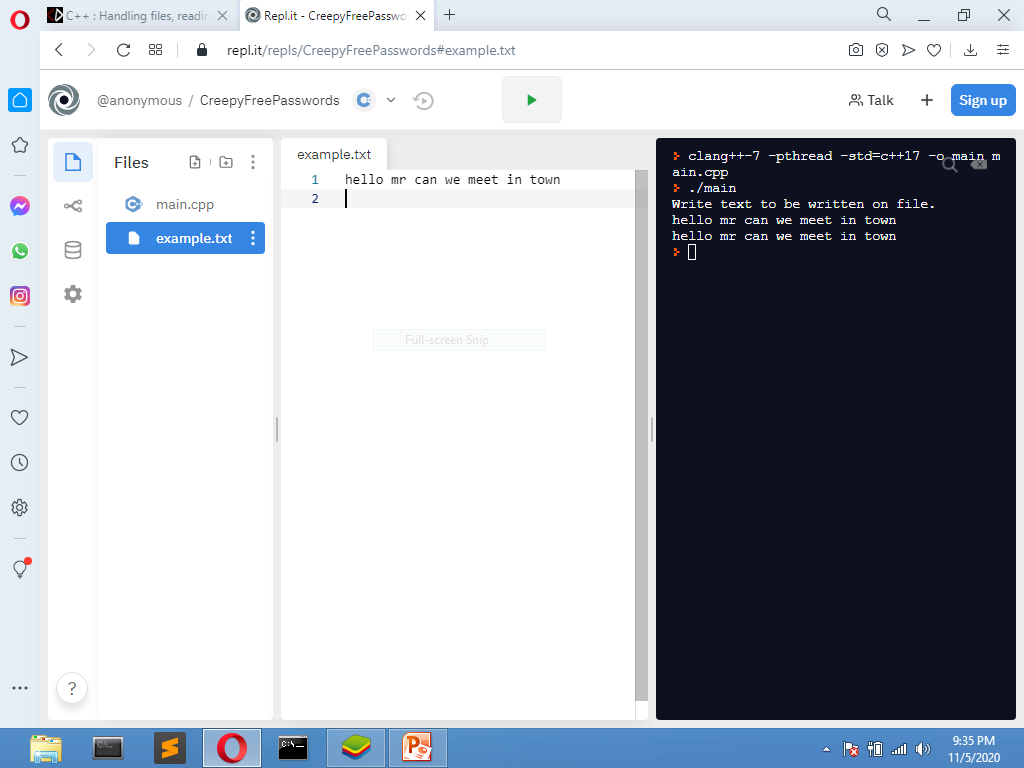 C++ : Handling files, readin
Repl.it - CreepyFreePasswo
repl.it/repls/CreepyFreePasswords#example.txt
@anonymous / CreepyFreePasswords
Talk
Sign up
Files
main.cpp
example.txt
example.txt
1 hello mr can we meet in town
2
Full-screen Snip
clang++-7 -pthread -std=c++17 -o main m
ain.cpp
./main
Write text to be written on file.
hello mr can we meet in town
hello mr can we meet in town
?
9:35 PM
11/5/2020